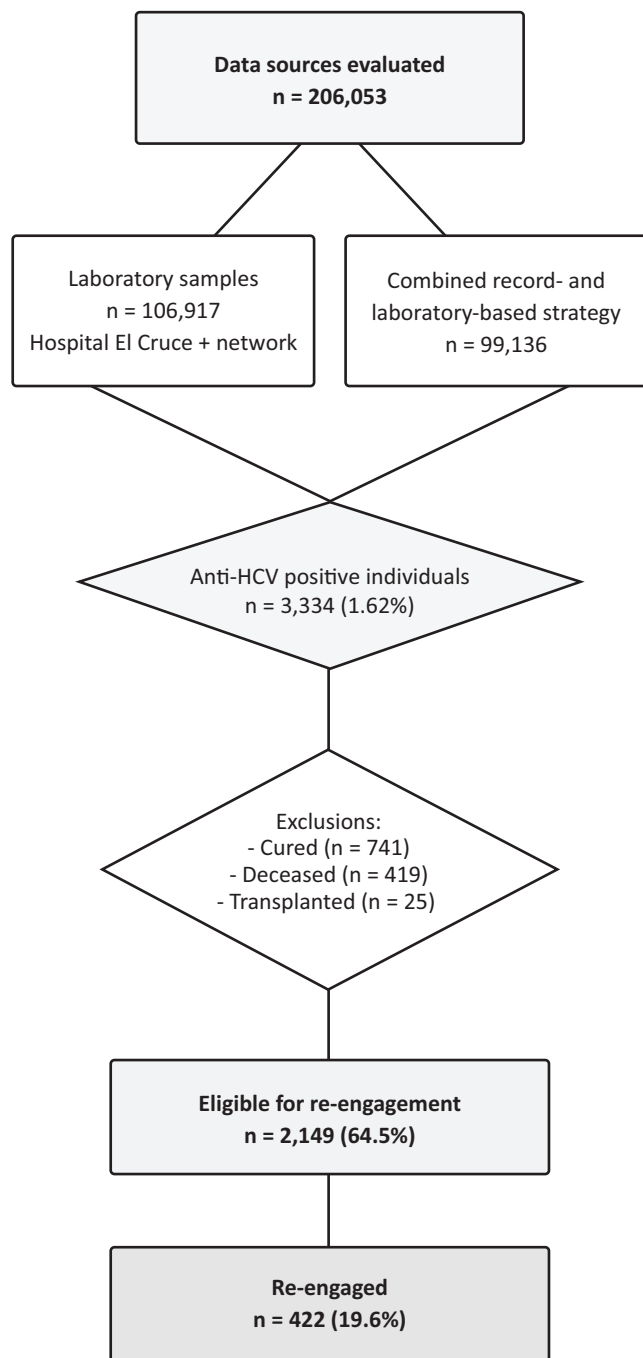 Data sources evaluated
n = 206,053
Laboratory samples
n = 106,917
Hospital El Cruce + network
Combined record- and
laboratory-based strategy
n = 99,136
Anti-HCV positive individuals
n = 3,334 (1.62%)
Exclusions:
- Cured (n = 741)
- Deceased (n = 419)
- Transplanted (n = 25)
Eligible for re-engagement
n = 2,149 (64.5%)
Re-engaged
n = 422 (19.6%)